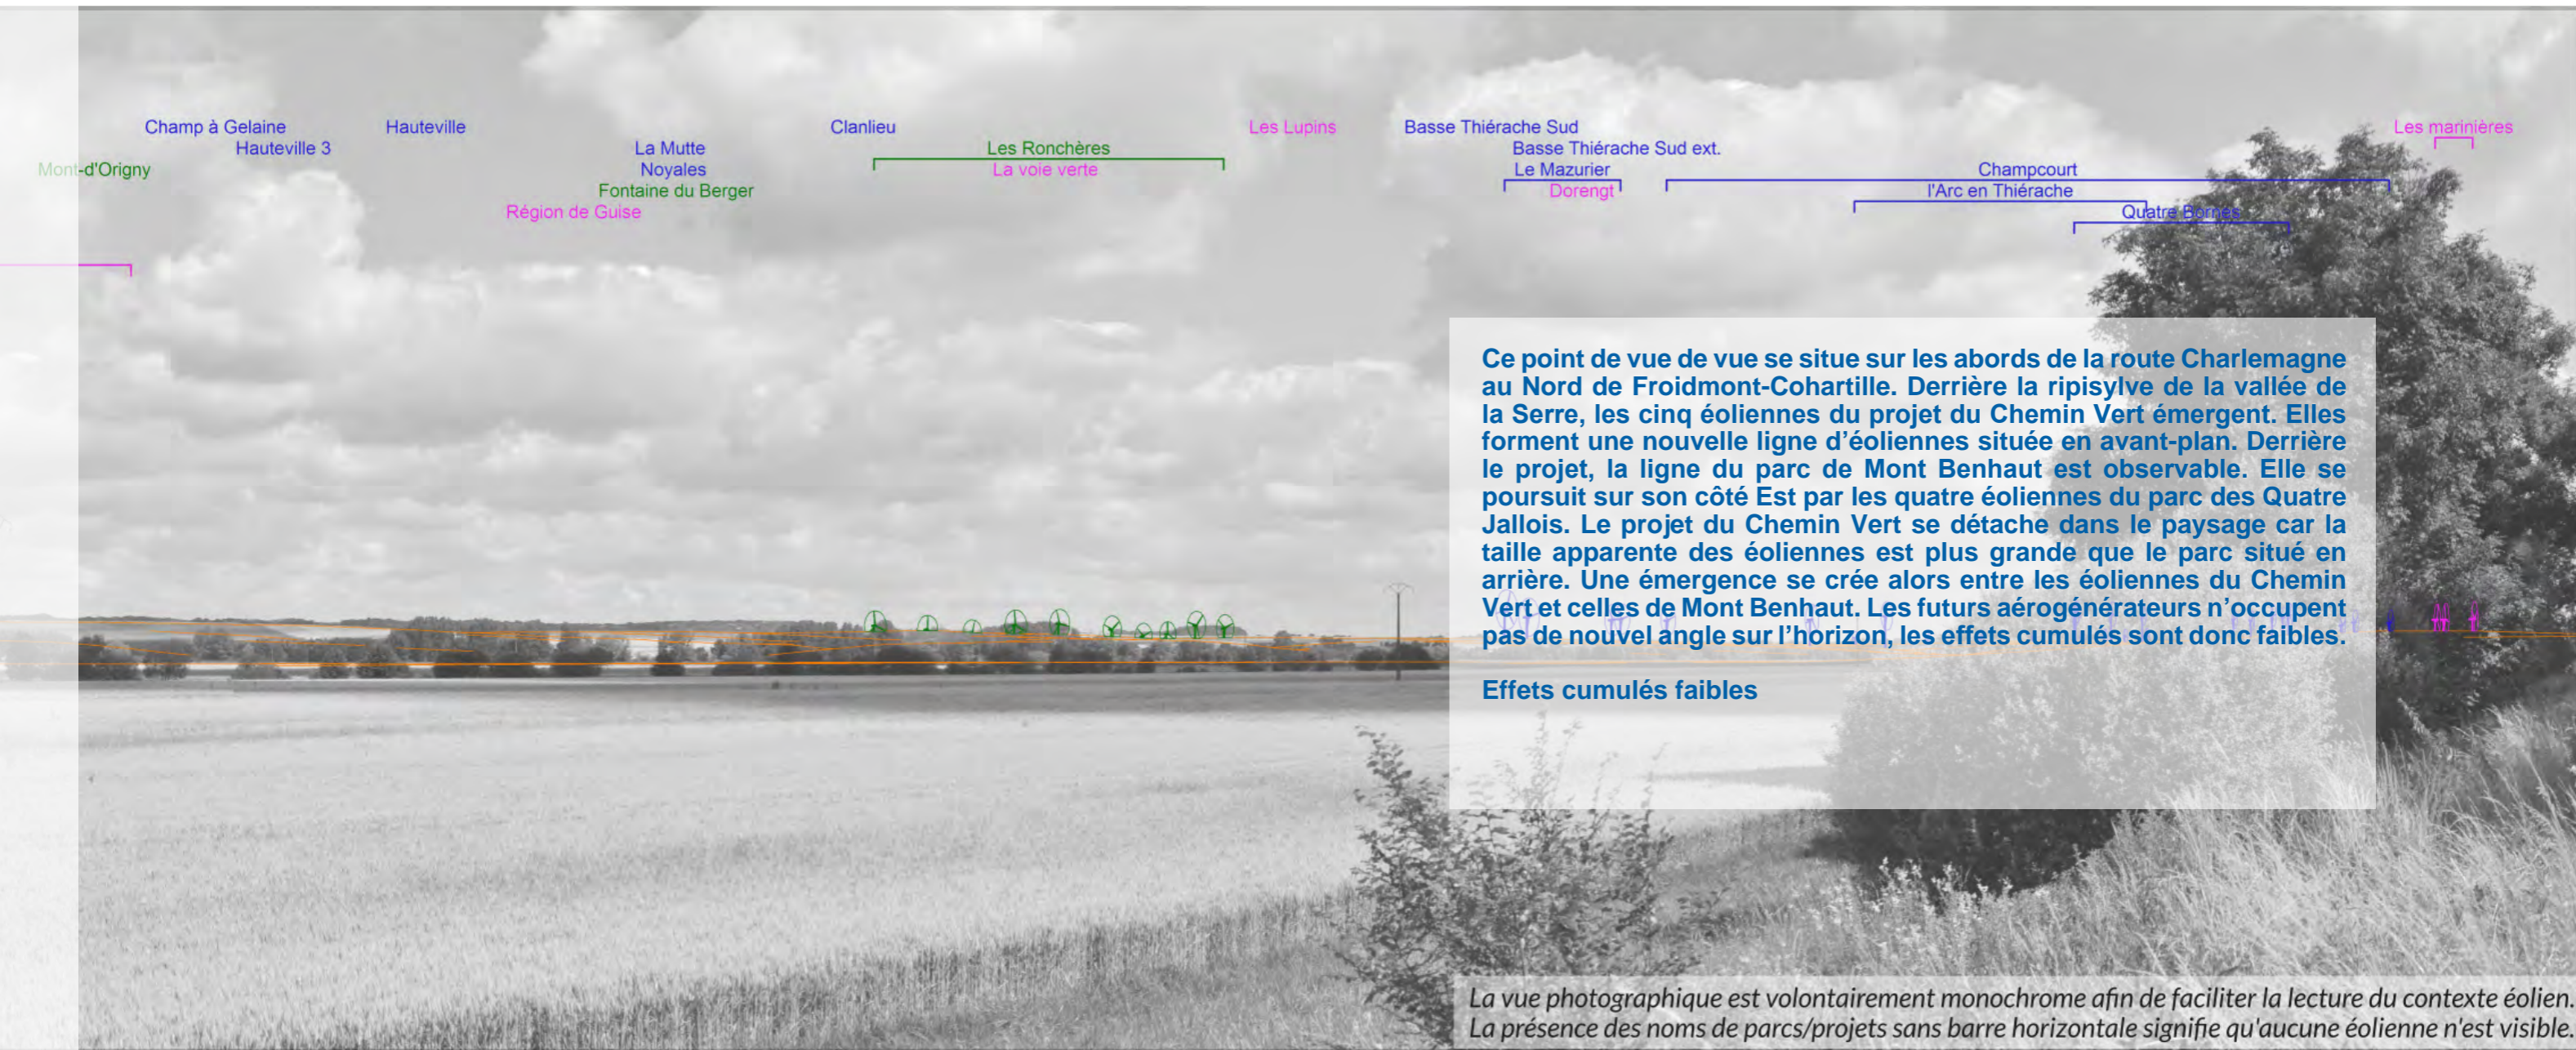 Champ à Gelaine
Hauteville
Clanlieu
Les Lupins
Basse Thiérache Sud
Les marinières
Hauteville 3
La Mutte
Les Ronchères
Basse Thiérache Sud ext.
Mont-d'Origny
Noyales
La voie verte
Le Mazurier
Champcourt
Fontaine du Berger
Dorengt
l'Arc en Thiérache
Région de Guise
Quatre Bornes
Ce point de vue de vue se situe sur les abords de la route Charlemagne
au Nord de Froidmont-Cohartille. Derrière la ripisylve de la vallée de
la Serre, les cinq éoliennes du projet du Chemin Vert émergent. Elles
forment une nouvelle ligne d’éoliennes située en avant-plan. Derrière
le projet, la ligne du parc de Mont Benhaut est observable. Elle se
poursuit sur son côté Est par les quatre éoliennes du parc des Quatre
Jallois. Le projet du Chemin Vert se détache dans le paysage car la
taille apparente des éoliennes est plus grande que le parc situé en
arrière. Une émergence se crée alors entre les éoliennes du Chemin
Vert et celles de Mont Benhaut. Les futurs aérogénérateurs n’occupent
pas de nouvel angle sur l’horizon, les effets cumulés sont donc faibles.
Effets cumulés faibles
La vue photographique est volontairement monochrome afin de faciliter la lecture du contexte éolien.
La présence des noms de parcs/projets sans barre horizontale signifie qu'aucune éolienne n'est visible.